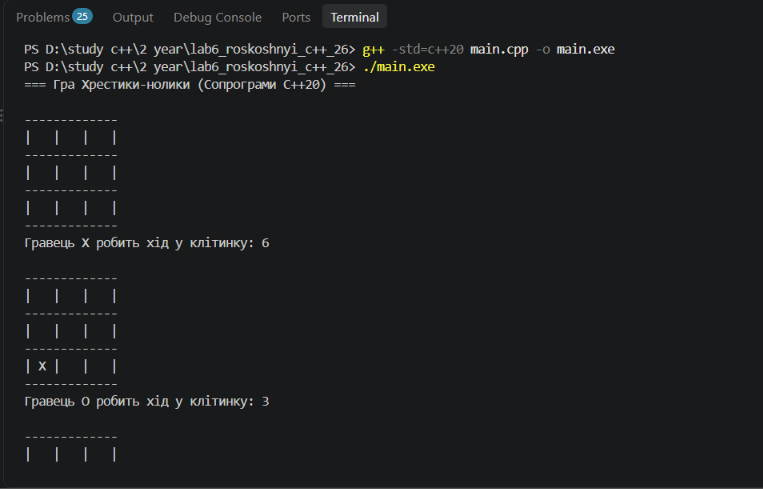 Problems 25 Output Debug Console Ports Terminal
PS D:\study c++\2 year\lab6_roskoshnyi_c++_26> g++ -std=c++20 main.cpp -o main.exe
PS D:\study c++\2 year\lab6_roskoshnyi_c++_26> ./main.exe
=== Гра Хрестики-нолики (Сопрограми C++20) ===
-------------
|   |   |   |
-------------
|   |   |   |
-------------
|   |   |   |
-------------
Гравець X робить хід у клітинку: 6
-------------
|   |   |   |
-------------
|   |   |   |
-------------
| X |   |   |
-------------
Гравець O робить хід у клітинку: 3
-------------
|   |   |   |